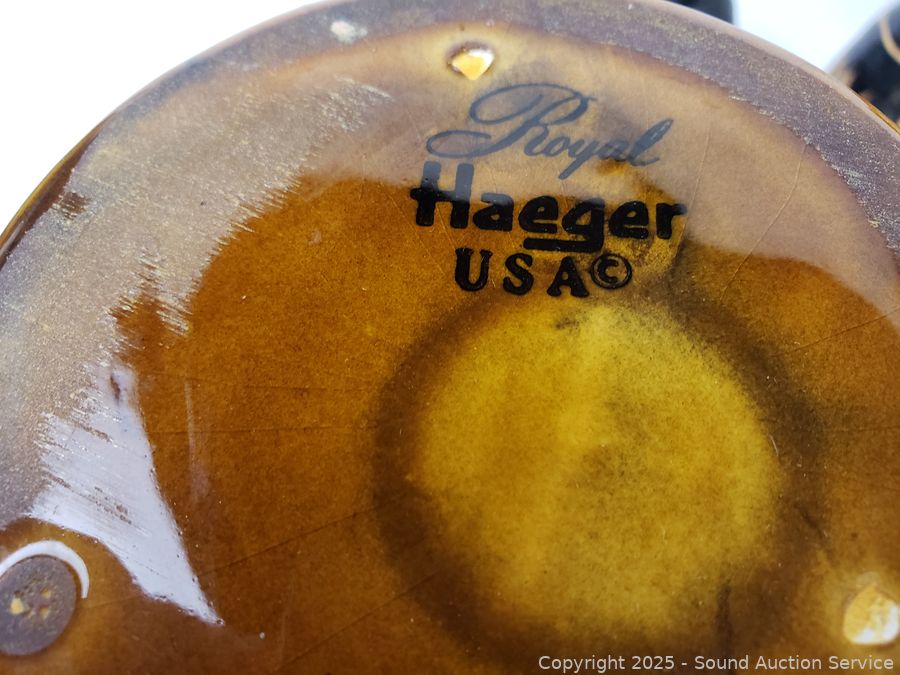 Royal
Haeger
USA©
Copyright © 2025 - Sound Auction Service